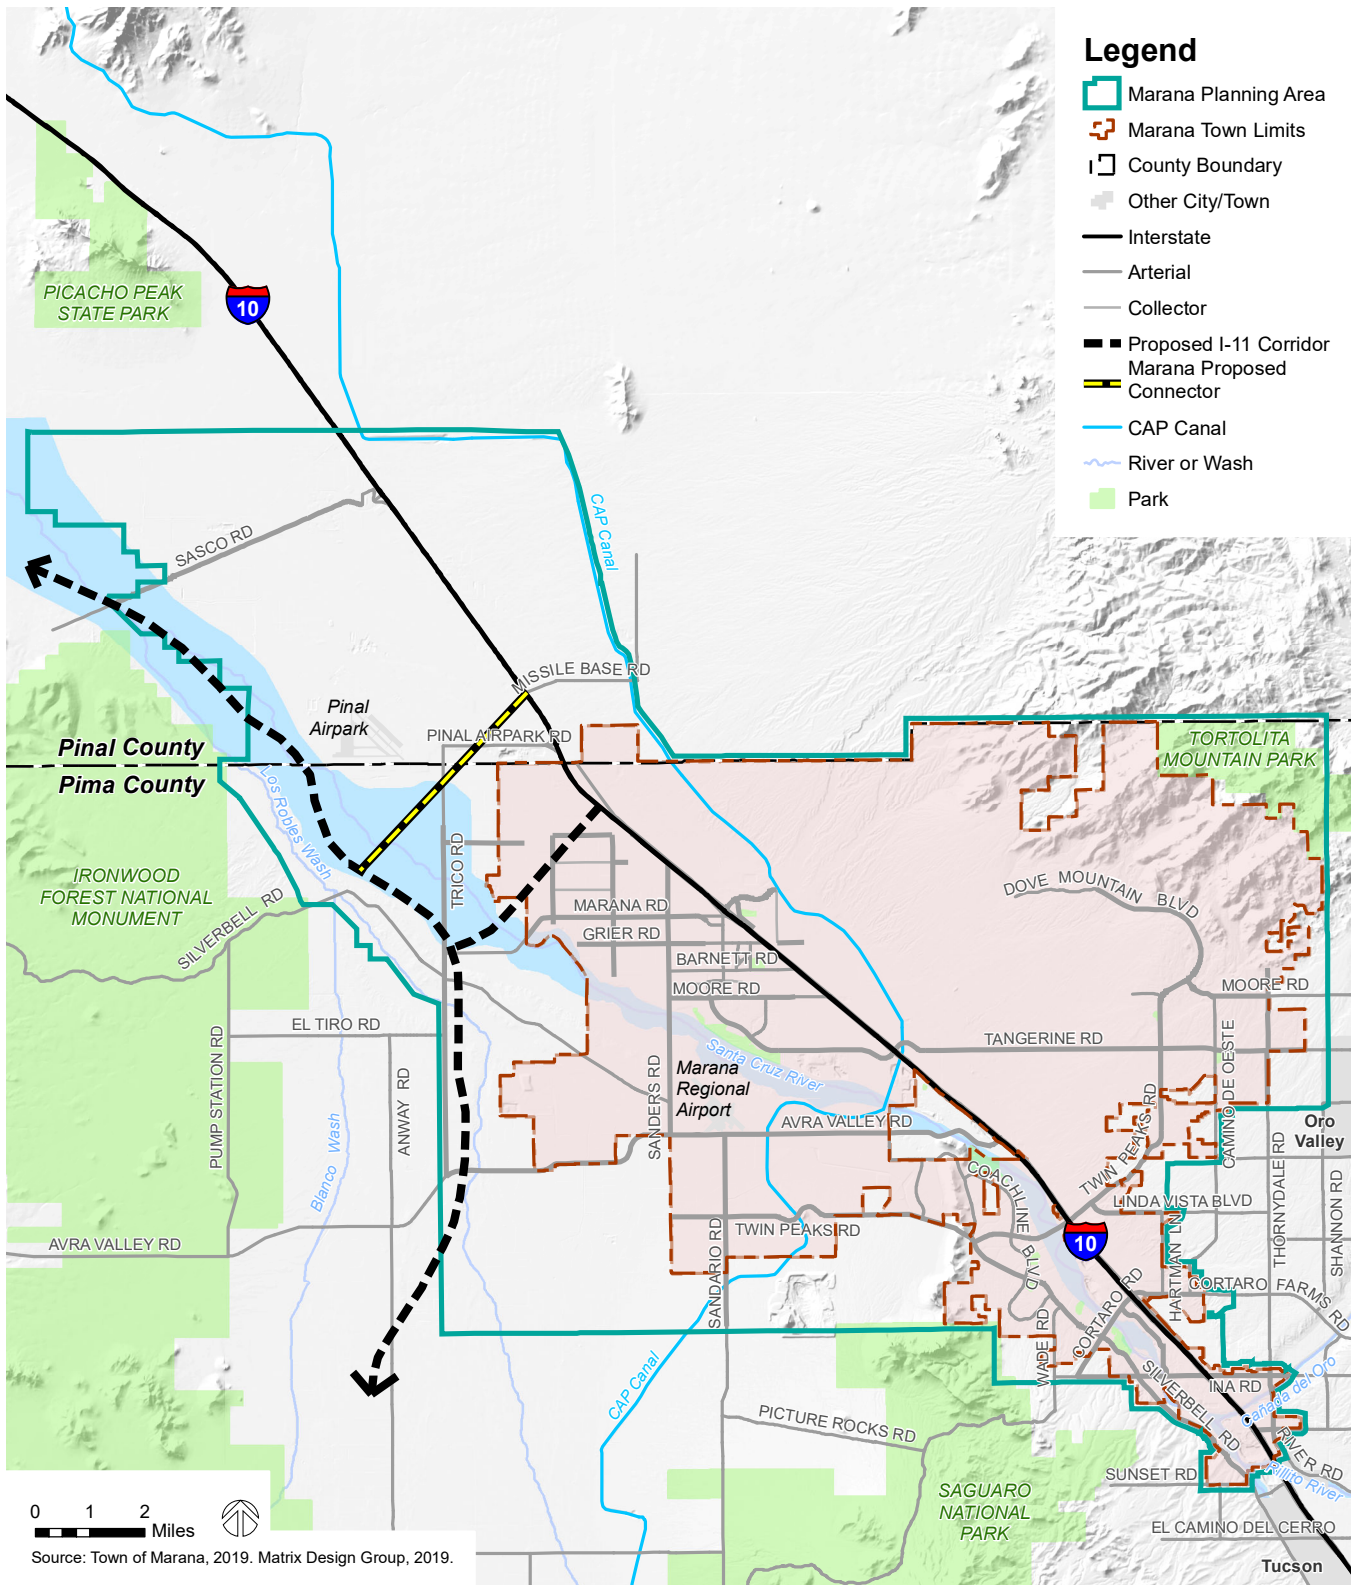 Legend
Marana Planning Area
Marana Town Limits
County Boundary
Other City/Town
Interstate
Arterial
Collector
Proposed I-11 Corridor
Marana Proposed
Connector
CAP Canal
River or Wash
Park
PICACHO PEAK
STATE PARK
10
CAP Canal
SASCO RD
MISSILE BASE RD
Pinal
Airpark
PINAL AIRPARK RD
Pinal County
Pima County
TORTOLITA
MOUNTAIN PARK
Los Robles Wash
TRICO RD
IRONWOOD
FOREST NATIONAL
MONUMENT
SILVERBELL RD
DOVE MOUNTAIN BLVD
MARANA RD
GRIER RD
BARNETT RD
MOORE RD
MOORE RD
EL TIRO RD
TANGERINE RD
PUMP STATION RD
ANWAY RD
SANDERS RD
Santa Cruz River
Marana
Regional
Airport
CAMINO DE OESTE
AVRA VALLEY RD
Oro
Valley
Blanco Wash
TWIN PEAKS RD
COACHLINE BLVD
LINDA VISTA BLVD
THORNYDALE RD
SHANNON RD
TWIN PEAKS RD
SANDARIO RD
AVRA VALLEY RD
10
HARTMAN LN
CORTARO FARMS RD
CORTARO RD
WADE RD
CAP Canal
SILVERBELL RD
INA RD
Cañada del Oro
PICTURE ROCKS RD
RIVER RD
SUNSET RD
Rillito River
SAGUARO
NATIONAL
PARK
EL CAMINO DEL CERRO
Tucson
0 1 2
Miles
Source: Town of Marana, 2019. Matrix Design Group, 2019.